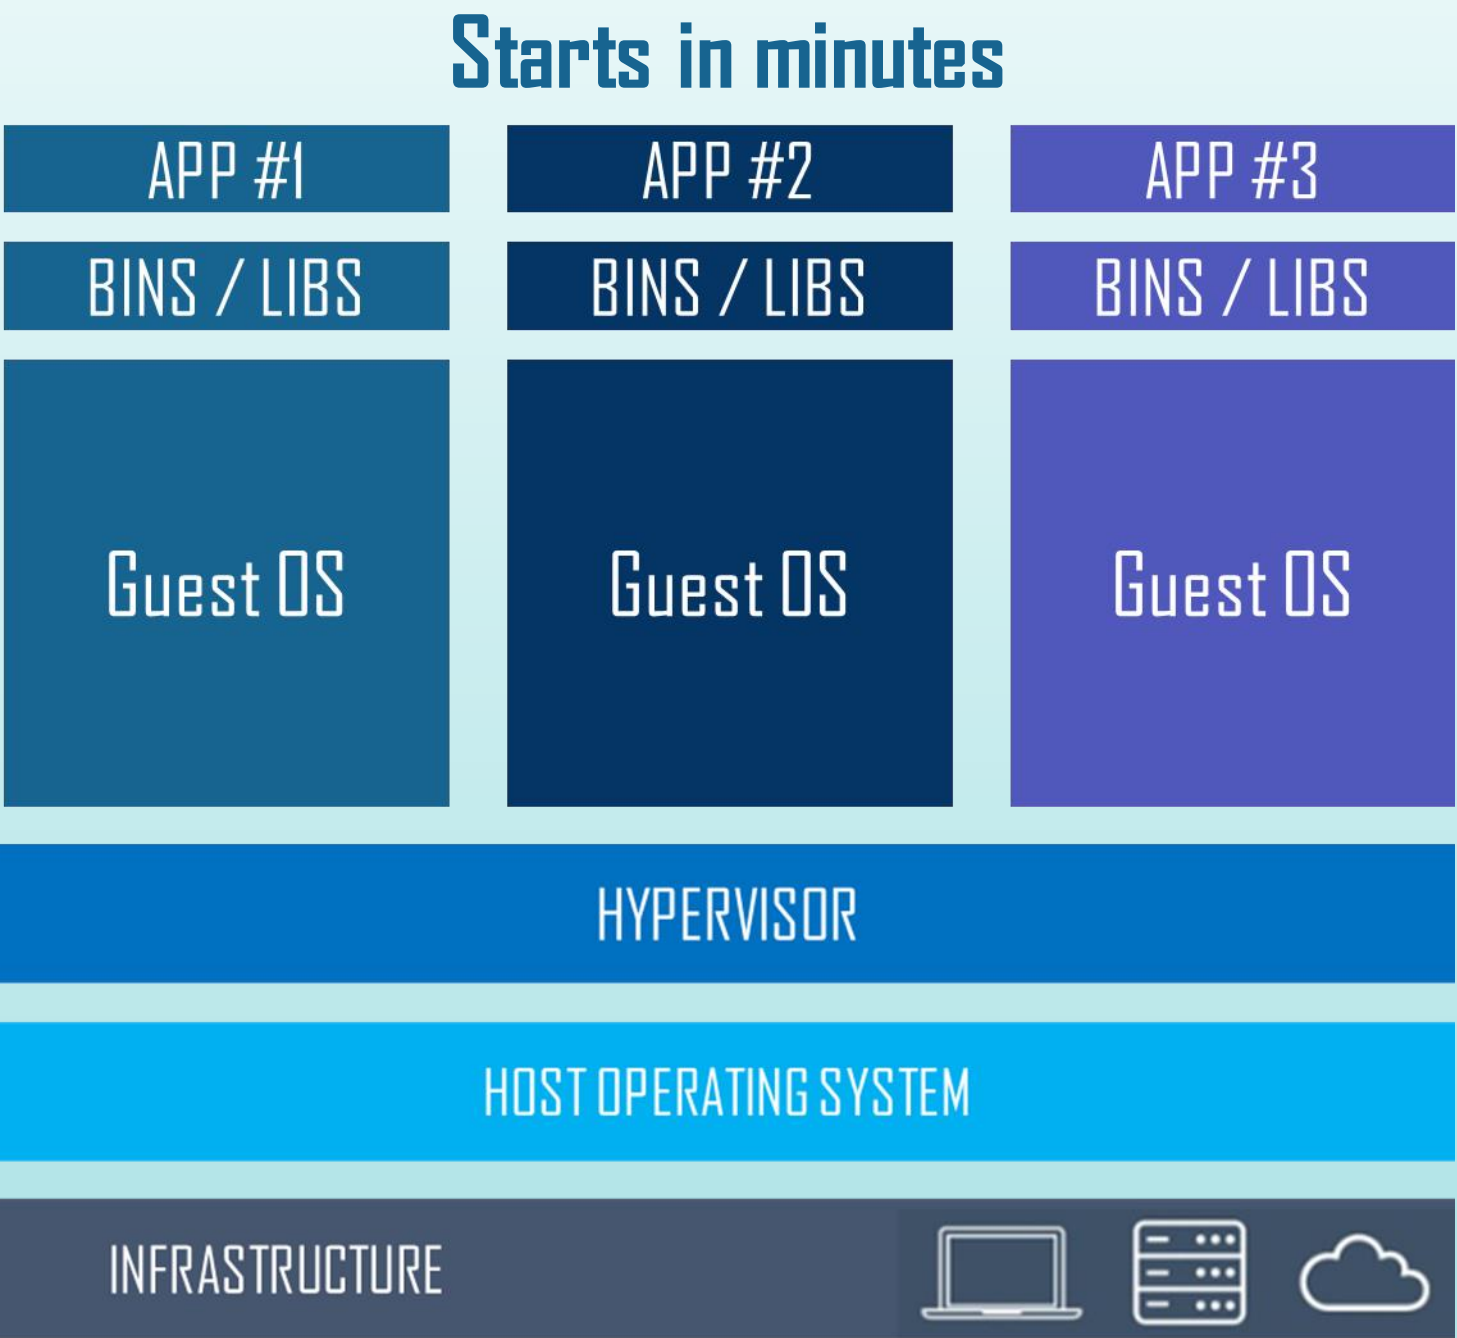 Starts in minutes
APP #1
APP #2
APP #3
BINS / LIBS
BINS / LIBS
BINS / LIBS
Guest OS
Guest OS
Guest OS
HYPERVISOR
HOST OPERATING SYSTEM
INFRASTRUCTURE